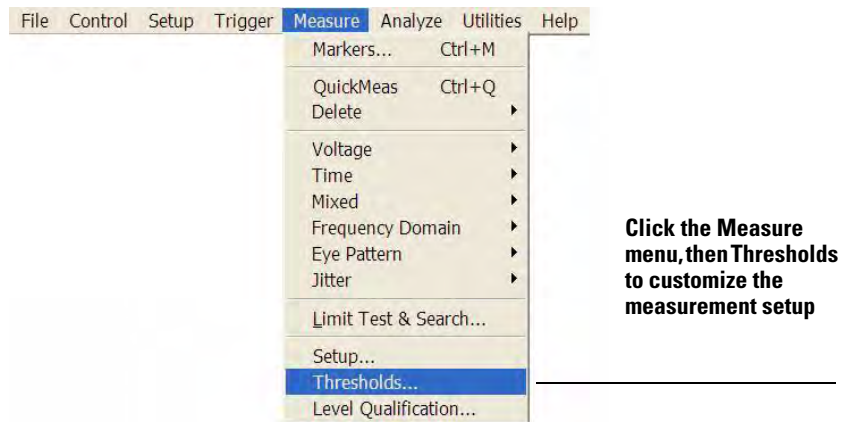 File Control Setup Trigger Measure Analyze Utilities Help
Markers... Ctrl+M
QuickMeas Ctrl+Q
Delete
Voltage
Time
Mixed
Frequency Domain
Eye Pattern
Jitter
Limit Test & Search...
Setup...
Thresholds...
Level Qualification...
Click the Measure
menu, then Thresholds
to customize the
measurement setup